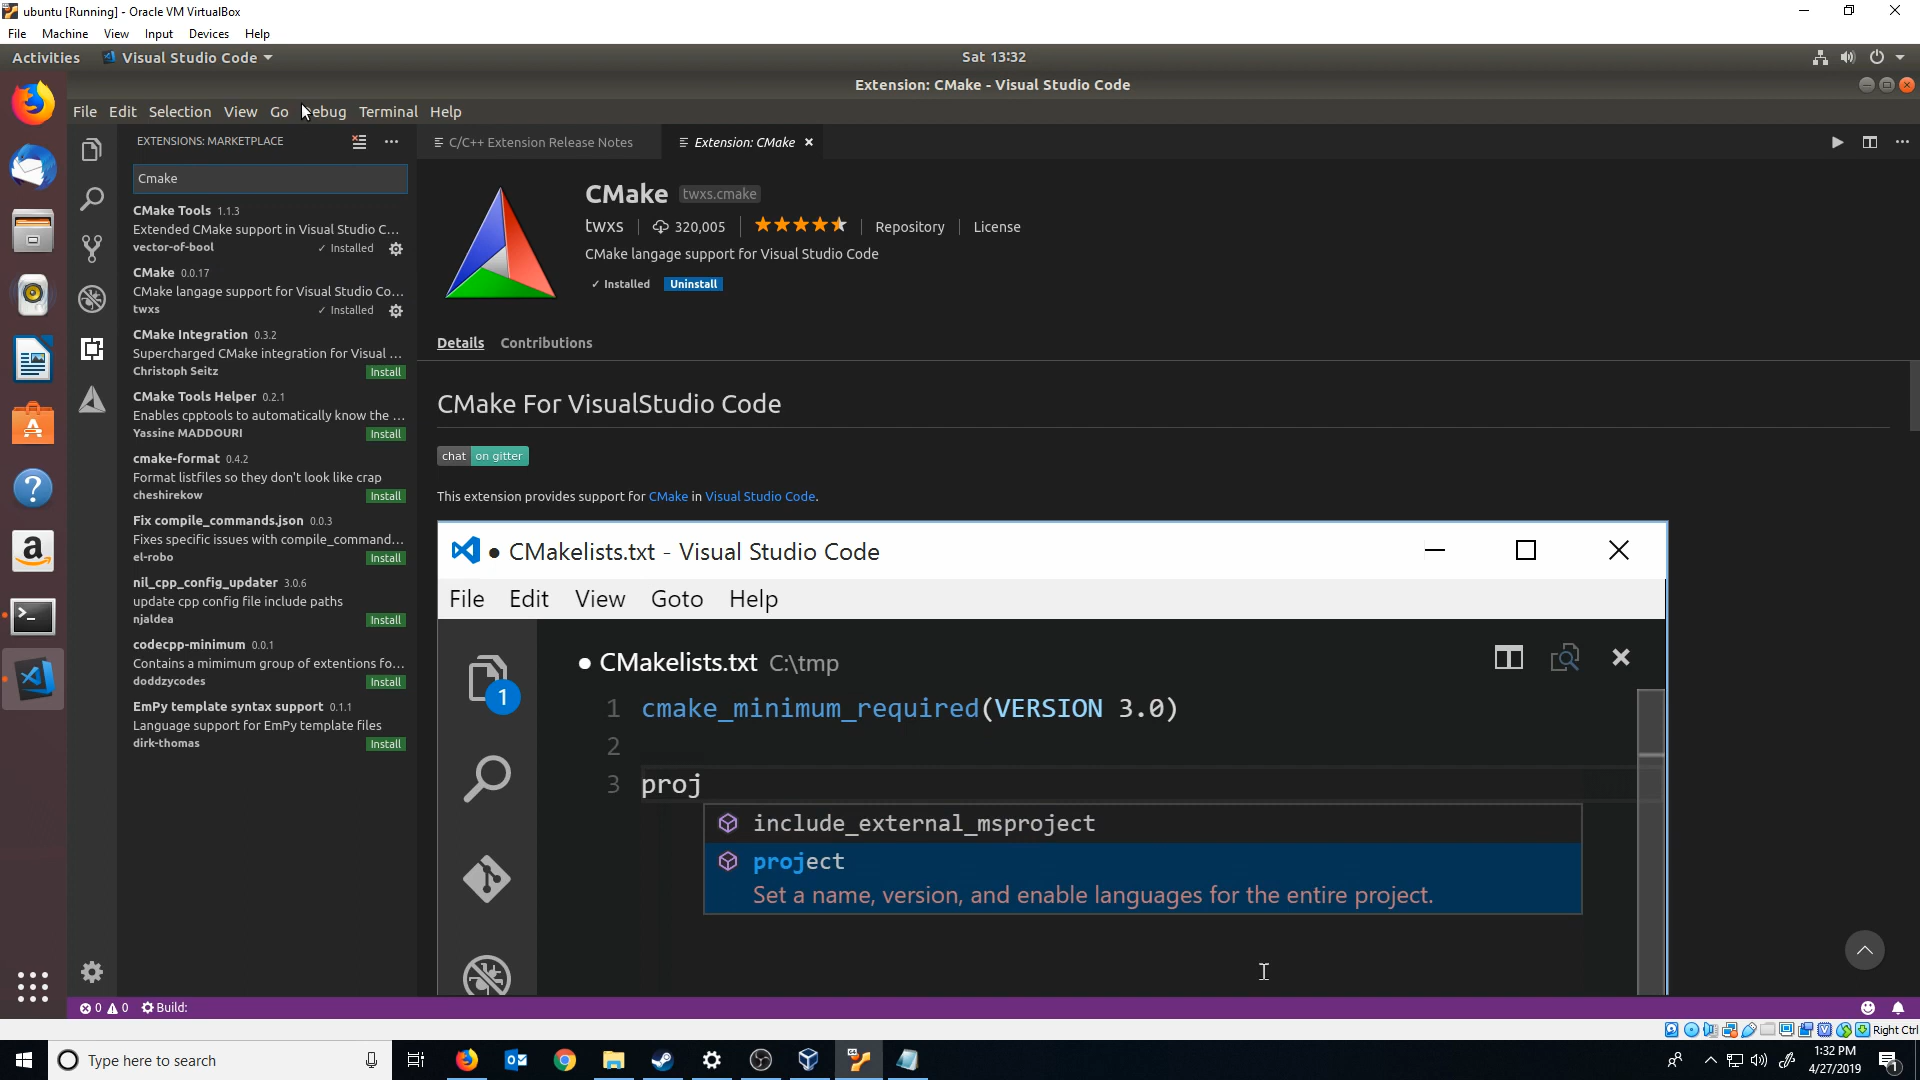 ubuntu [Running] - Oracle VM VirtualBox
File Machine View Input Devices Help
Activities Visual Studio Code Sat 13:32
Extension: CMake - Visual Studio Code
File Edit Selection View Go Debug Terminal Help
EXTENSIONS: MARKETPLACE
Cmake
CMake Tools 1.1.3
Extended CMake support in Visual Studio C...
vector-of-bool ✓ Installed
CMake 0.0.17
CMake langage support for Visual Studio Co...
twxs ✓ Installed
CMake Integration 0.3.2
Supercharged CMake integration for Visual ...
Christoph Seitz Install
CMake Tools Helper 0.2.1
Enables cpptools to automatically know the ...
Yassine MADDOURI Install
cmake-format 0.4.2
Format listfiles so they don't look like crap
cheshirekow Install
Fix compile_commands.json 0.0.3
Fixes specific issues with compile_command...
el-robo Install
nil_cpp_config_updater 3.0.6
update cpp config file include paths
njaldea Install
codecpp-minimum 0.0.1
Contains a mimimum group of extentions fo...
doddzycodes Install
EmPy template syntax support 0.1.1
Language support for EmPy template files
dirk-thomas Install
C/C++ Extension Release Notes Extension: CMake
CMake twxs.cmake
twxs 320,005 Repository License
CMake langage support for Visual Studio Code
✓ Installed Uninstall
Details Contributions
CMake For VisualStudio Code
chat on gitter
This extension provides support for CMake in Visual Studio Code.
● CMakelists.txt - Visual Studio Code
File Edit View Goto Help
1
● CMakelists.txt C:\tmp
1 cmake_minimum_required(VERSION 3.0)
2
3 proj
include_external_msproject
project
Set a name, version, and enable languages for the entire project.
0 0 Build:
Right Ctrl
Type here to search
1:32 PM
4/27/2019
1